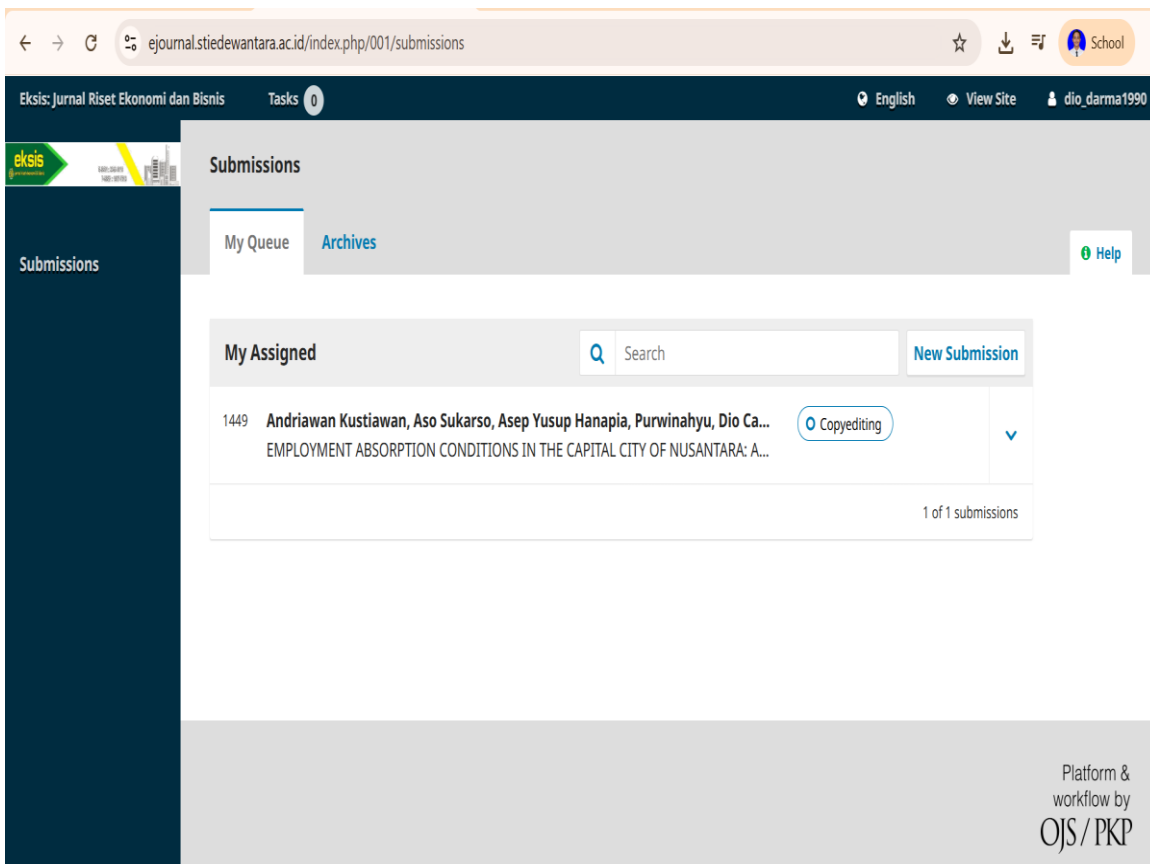 ejournal.stiedewantara.ac.id/index.php/001/submissions
School
Eksis: Jurnal Riset Ekonomi dan Bisnis Tasks 0 English View Site dio_darma1990
eksis
Submissions
My Queue Archives
Help
Submissions
My Assigned Search New Submission
1449 Andriawan Kustiawan, Aso Sukarso, Asep Yusup Hanapia, Purwinahyu, Dio Ca... Copyediting
EMPLOYMENT ABSORPTION CONDITIONS IN THE CAPITAL CITY OF NUSANTARA: A...
1 of 1 submissions
Platform &
workflow by
OJS / PKP